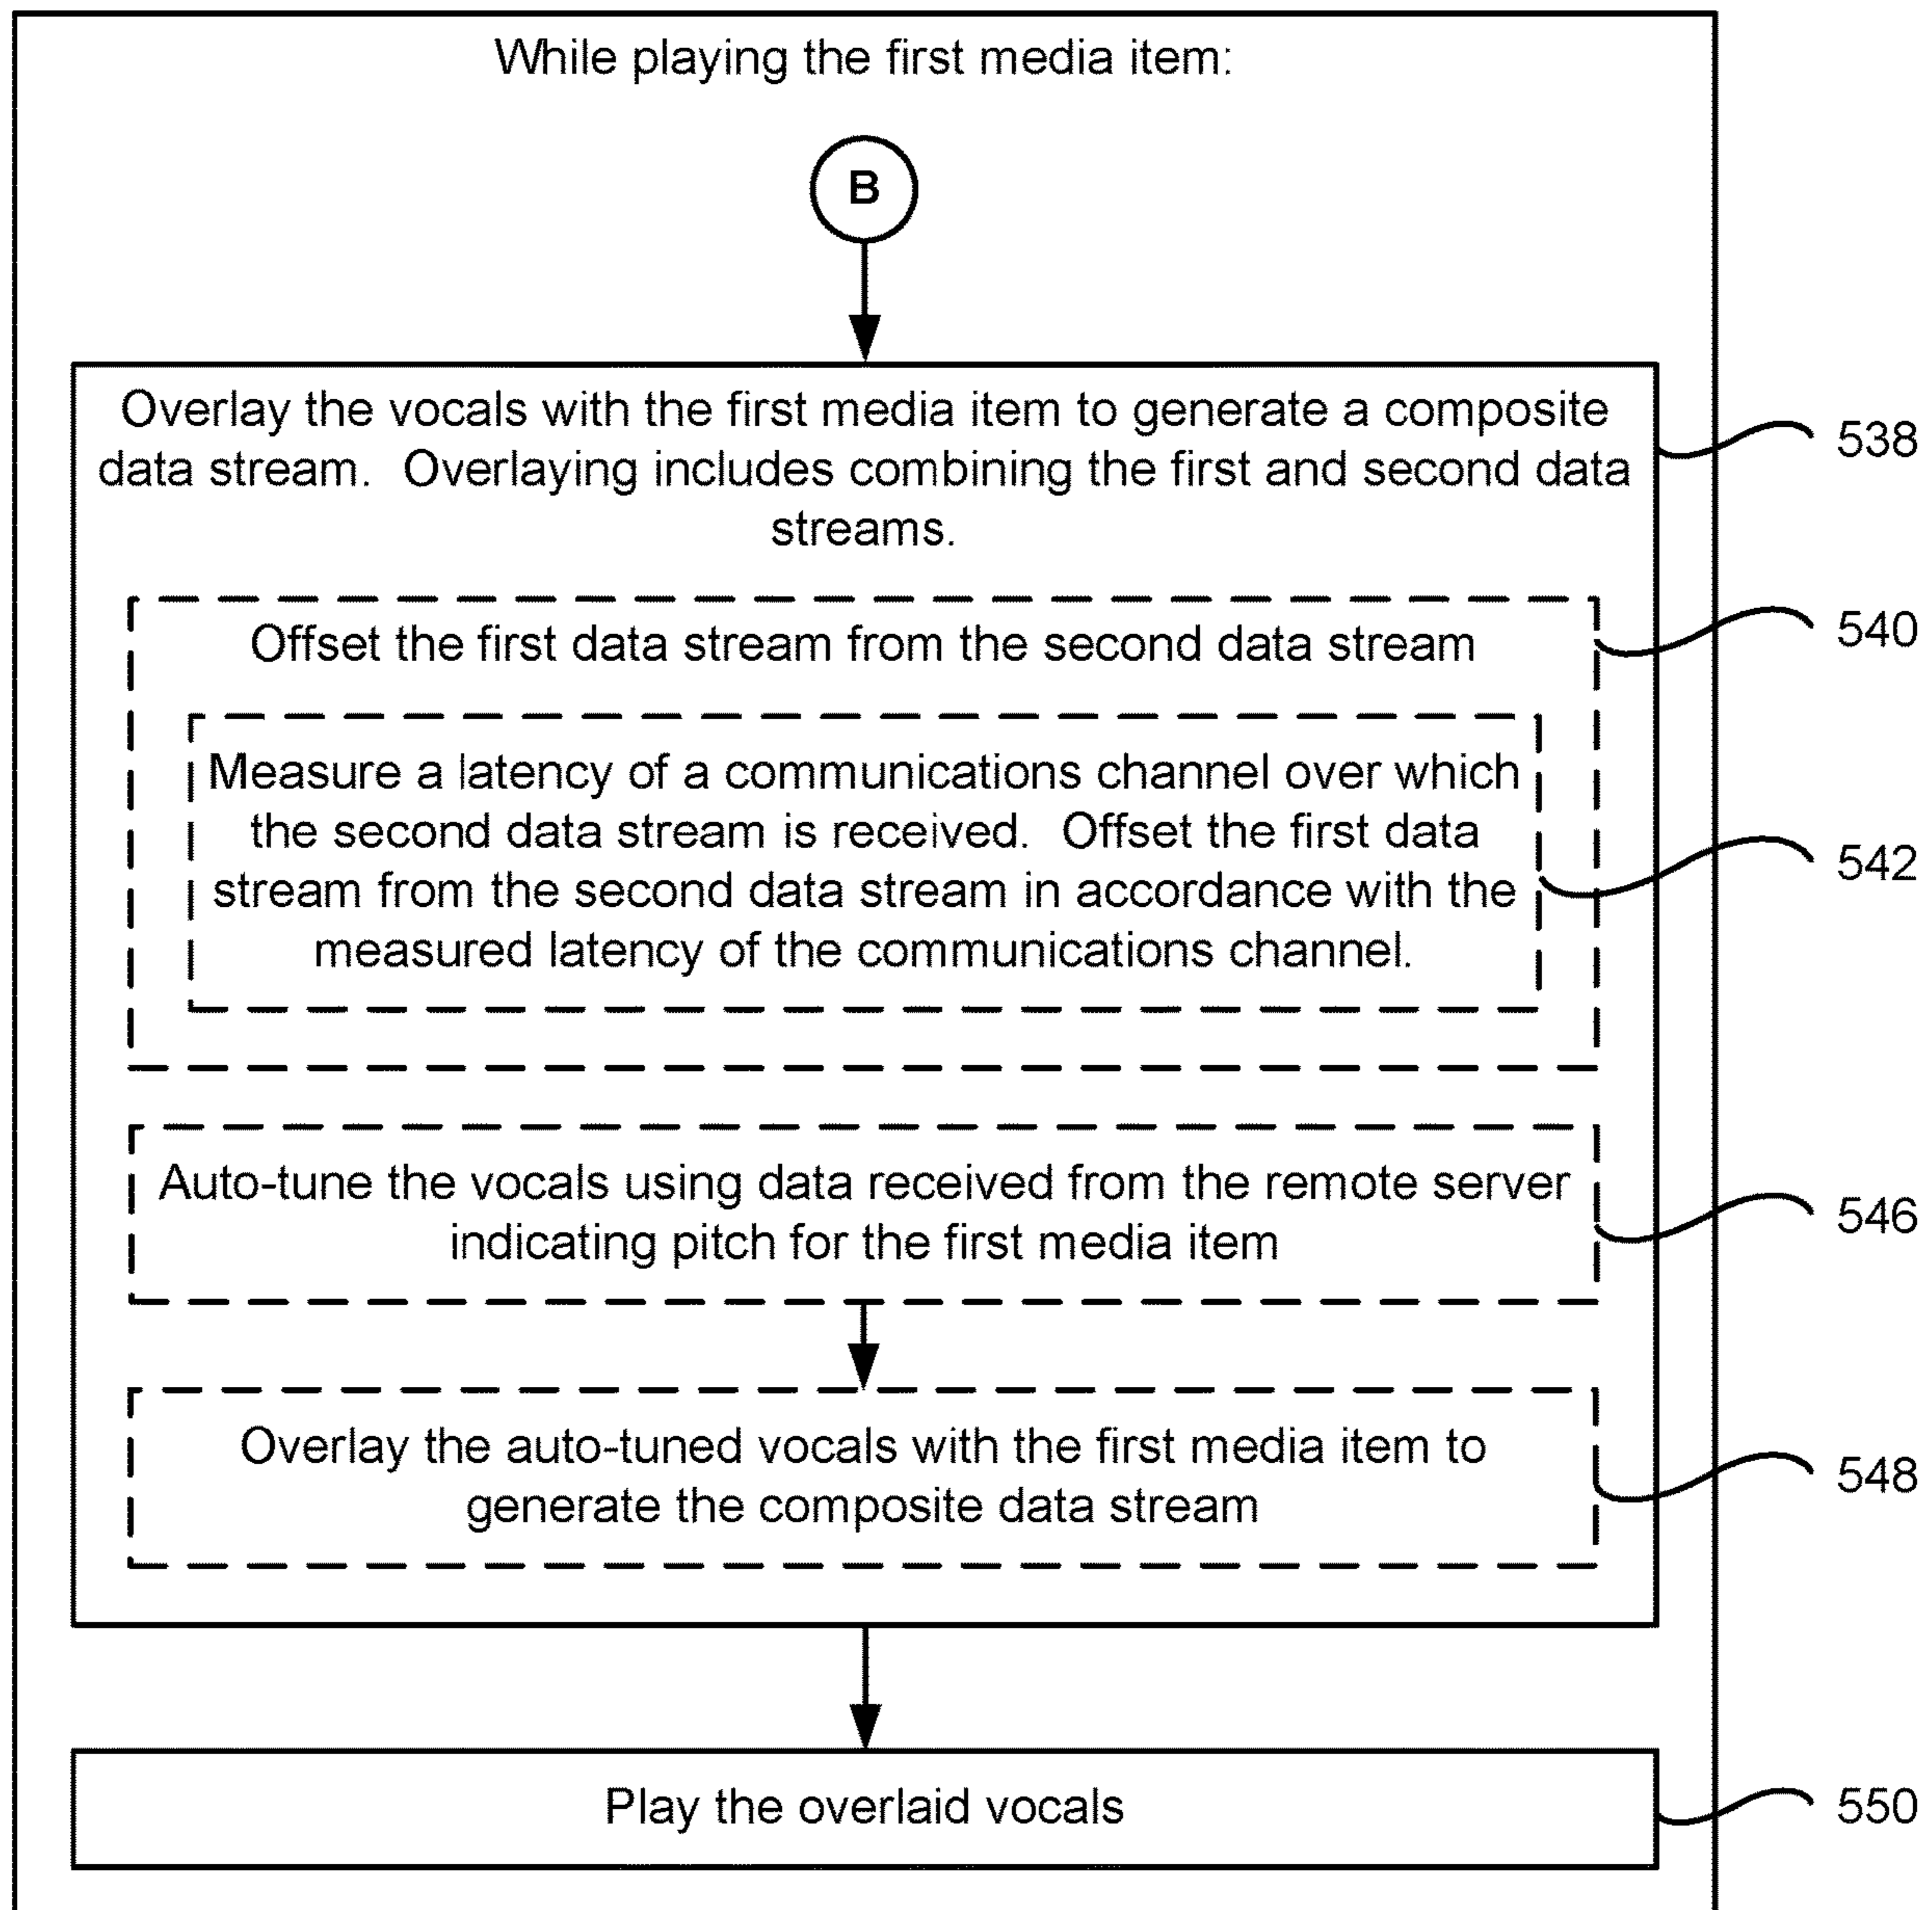 While playing the first media item:
B
Overlay the vocals with the first media item to generate a composite
data stream.  Overlaying includes combining the first and second data
streams.
538
Offset the first data stream from the second data stream
540
Measure a latency of a communications channel over which
the second data stream is received.  Offset the first data
stream from the second data stream in accordance with the
measured latency of the communications channel.
542
Auto-tune the vocals using data received from the remote server
indicating pitch for the first media item
546
Overlay the auto-tuned vocals with the first media item to
generate the composite data stream
548
Play the overlaid vocals
550